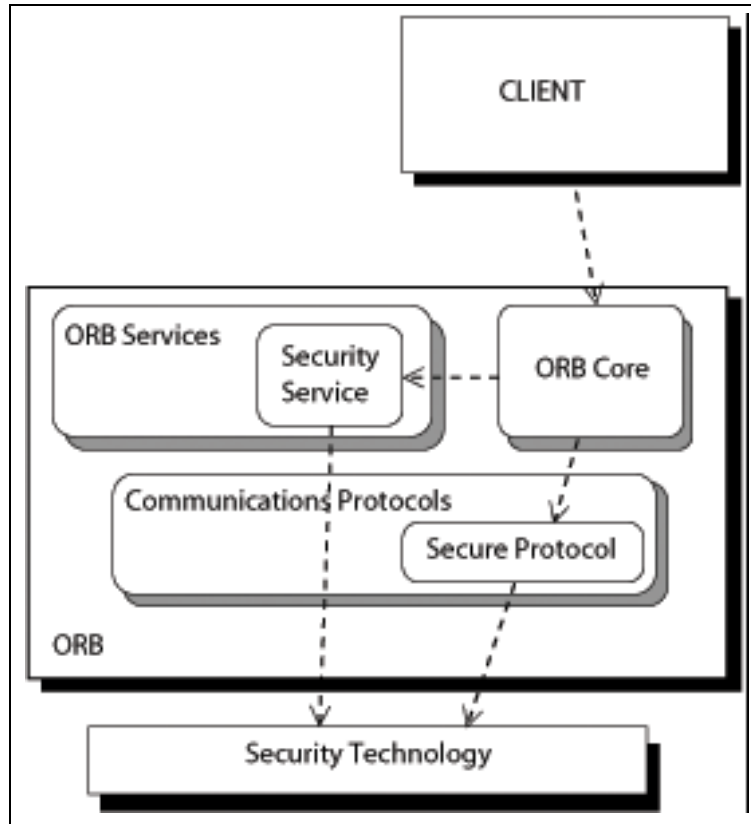 CLIENT
ORB Services
Security
Service
ORB Core
Communications Protocols
Secure Protocol
ORB
Security Technology